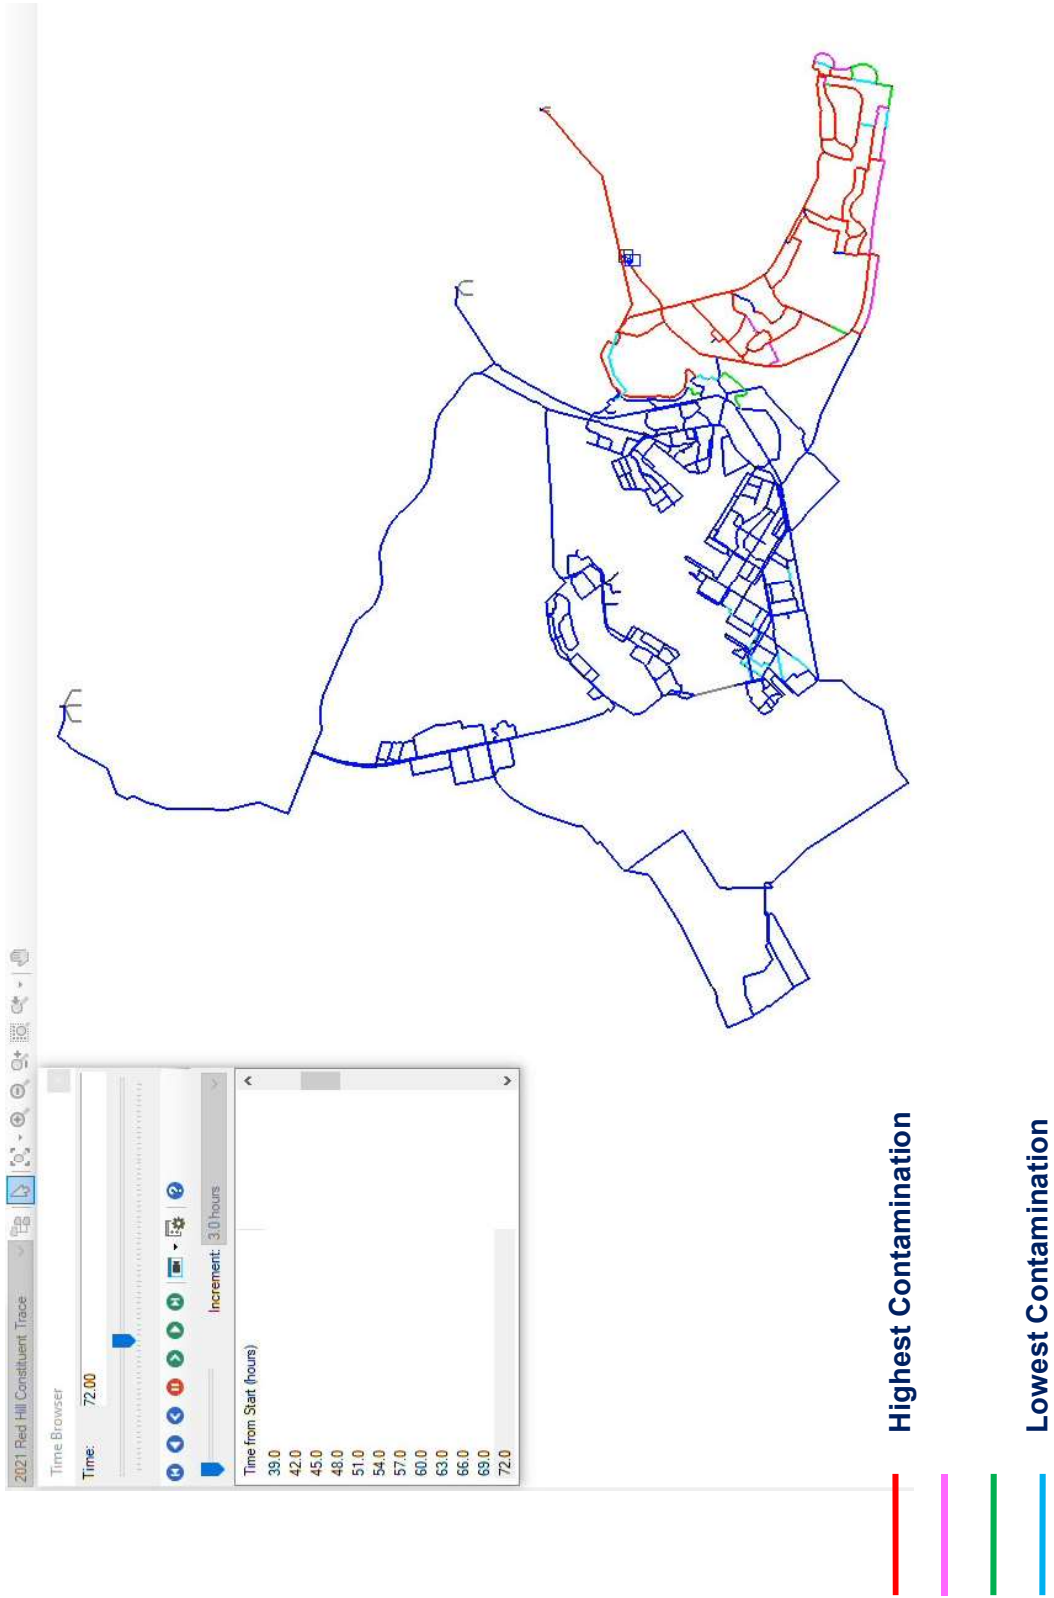 2021 Red Hill Constituent Trace
Time Browser
Time: 72.00
Increment: 3.0 hours
Time from Start (hours)
39.0
42.0
45.0
48.0
51.0
54.0
57.0
60.0
63.0
66.0
69.0
72.0
Highest Contamination
Lowest Contamination